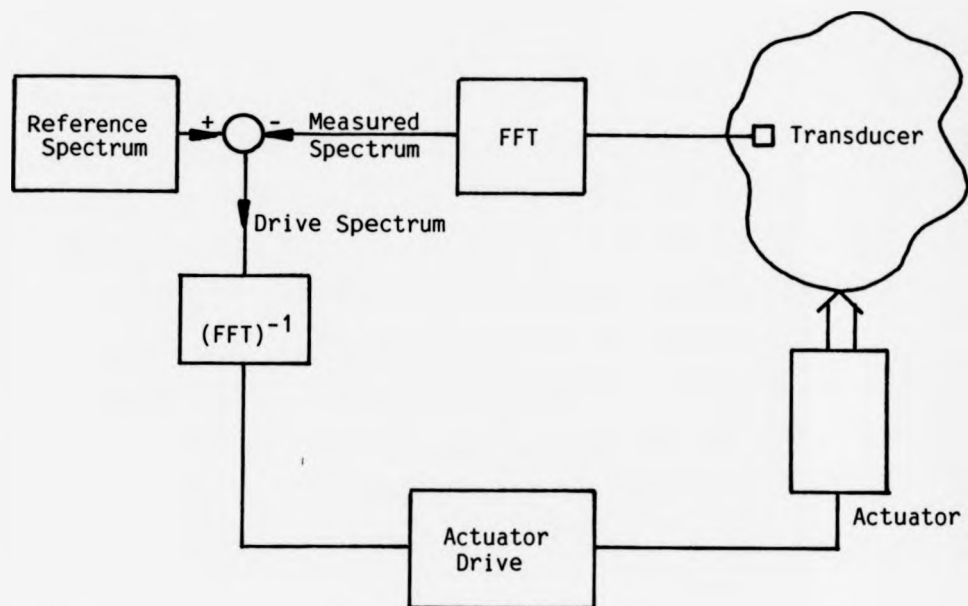 Reference
Spectrum
+
-
Measured
Spectrum
FFT
Transducer
Drive Spectrum
(FFT)⁻¹
Actuator
Drive
Actuator